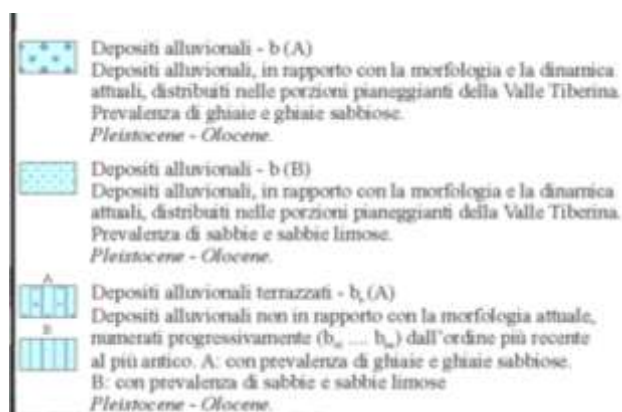 Depositi alluvionali - b (A)
Depositi alluvionali, in rapporto con la morfologia e la dinamica
attuali, distribuiti nelle porzioni pianeggianti della Valle Tiberina.
Prevalenza di ghiaie e ghiaie sabbiose.
Pleistocene - Olocene.
Depositi alluvionali - b (B)
Depositi alluvionali, in rapporto con la morfologia e la dinamica
attuali, distribuiti nelle porzioni pianeggianti della Valle Tiberina.
Prevalenza di sabbie e sabbie limose.
Pleistocene - Olocene.
A
Depositi alluvionali terrazzati - (A)
Depositi alluvionali non in rapporto con la morfologia attuale,
B
numerati progressivamente dall'ordine più recente
al più antico. A: con prevalenza di ghiaie e ghiaie sabbiose.
B: con prevalenza di sabbie e sabbie limose
Pleistocene - Olocene.